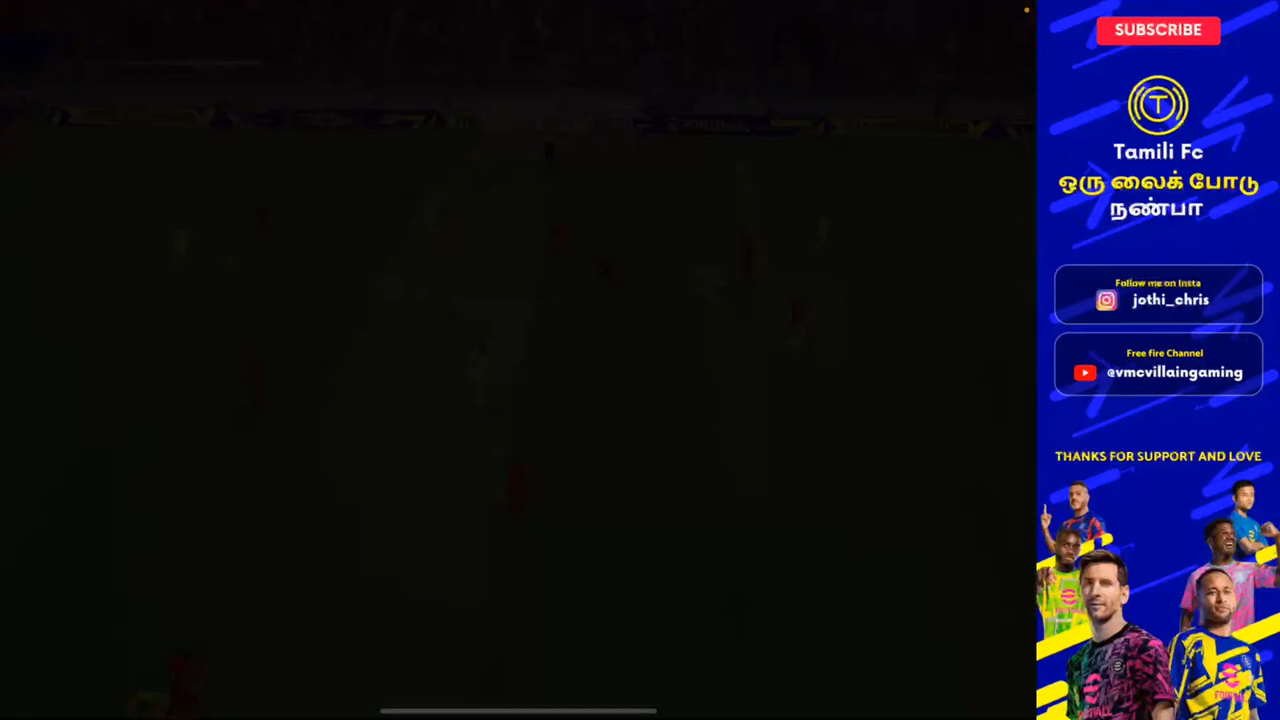 SUBSCRIBE
T
Tamili Fc
ஒரு லைக் போடு
நண்பா
Follow me on Insta
jothi_chris
Free fire Channel
@vmcvillaingaming
THANKS FOR SUPPORT AND LOVE